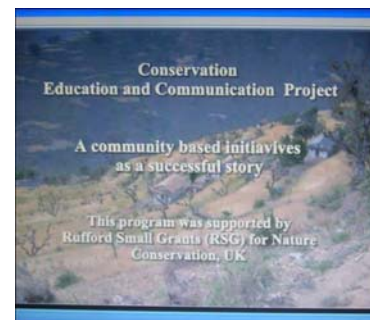 Conservation
Education and Communication Project
A community based initiavives
as a successful story
This program was supported by
Rufford Small Grants (RSG) for Nature
Conservation, UK